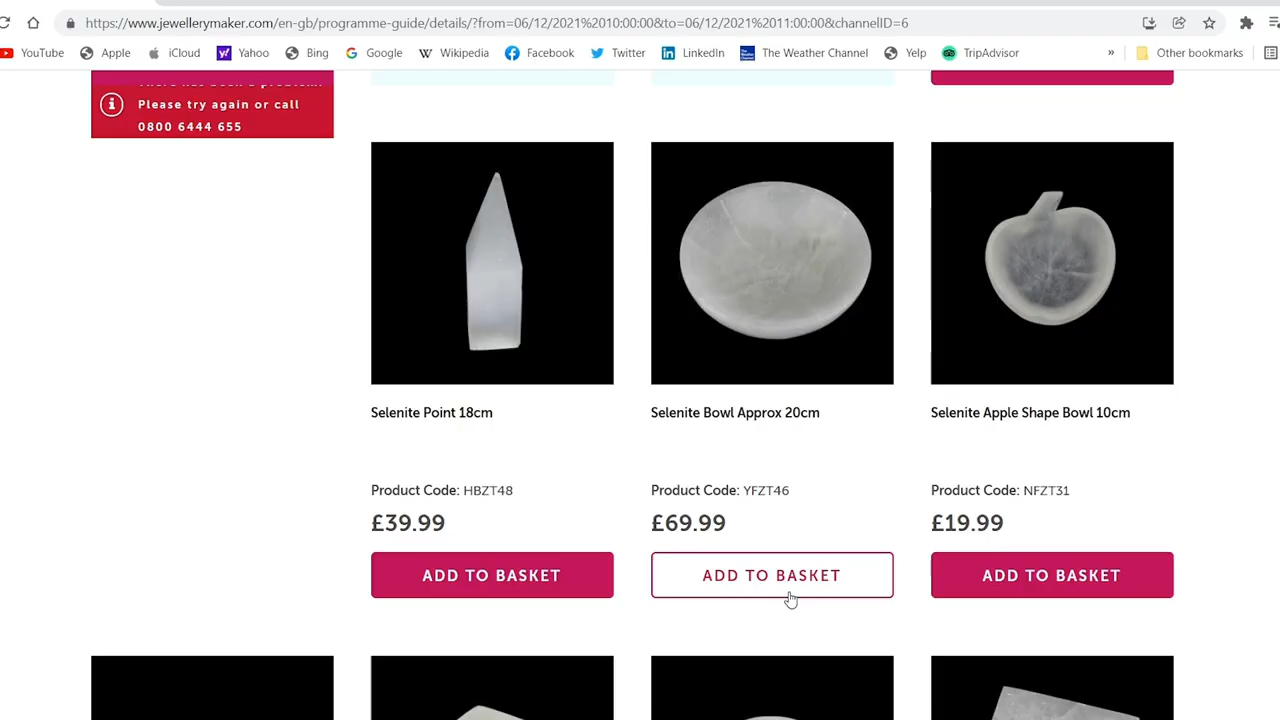 https://www.jewellerymaker.com/en-gb/programme-guide/details/?from=06/12/2021%2010:00:00&to=06/12/2021%2011:00:00&channelID=6
YouTube Apple iCloud Yahoo Bing Google Wikipedia Facebook Twitter LinkedIn The Weather Channel Yelp TripAdvisor » Other bookmarks
There has been a problem.
Please try again or call
0800 6444 655
Selenite Point 18cm
Selenite Bowl Approx 20cm
Selenite Apple Shape Bowl 10cm
Product Code: HBZT48
Product Code: YFZT46
Product Code: NFZT31
£39.99
£69.99
£19.99
ADD TO BASKET
ADD TO BASKET
ADD TO BASKET